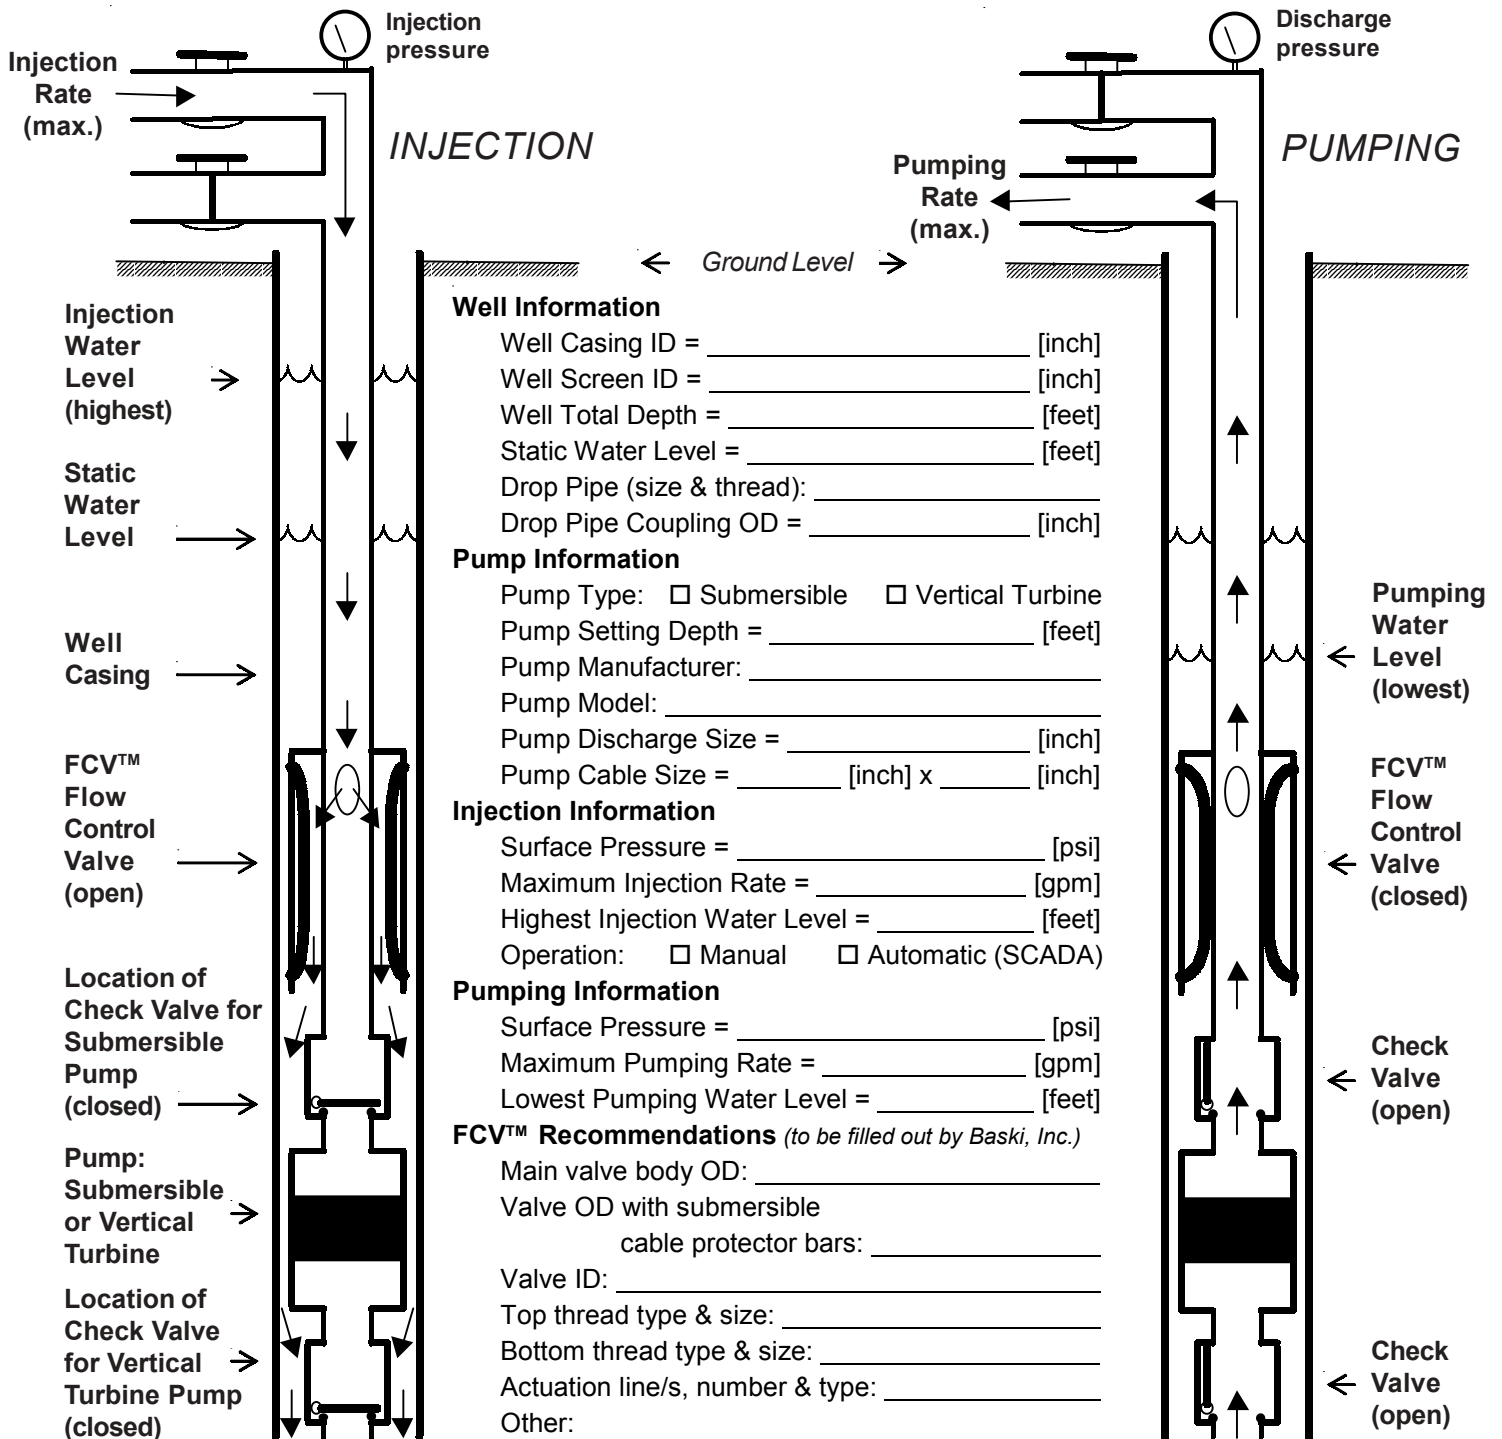 Injection
pressure
Injection
Rate
(max.)
INJECTION
Discharge
pressure
PUMPING
Pumping
Rate
(max.)
Ground Level
Injection
Water
Level
(highest)
Static
Water
Level
Well
Casing
FCV™
Flow
Control
Valve
(open)
Location of
Check Valve for
Submersible
Pump
(closed)
Pump:
Submersible
or Vertical
Turbine
Location of
Check Valve
for Vertical
Turbine Pump
(closed)
Well Information
Well Casing ID = [inch]
Well Screen ID = [inch]
Well Total Depth = [feet]
Static Water Level = [feet]
Drop Pipe (size & thread):
Drop Pipe Coupling OD = [inch]
Pump Information
Pump Type: □ Submersible □ Vertical Turbine
Pump Setting Depth = [feet]
Pump Manufacturer:
Pump Model:
Pump Discharge Size = [inch]
Pump Cable Size = [inch] x [inch]
Injection Information
Surface Pressure = [psi]
Maximum Injection Rate = [gpm]
Highest Injection Water Level = [feet]
Operation: □ Manual □ Automatic (SCADA)
Pumping Information
Surface Pressure = [psi]
Maximum Pumping Rate = [gpm]
Lowest Pumping Water Level = [feet]
FCV™ Recommendations (to be filled out by Baski, Inc.)
Main valve body OD:
Valve OD with submersible
cable protector bars:
Valve ID:
Top thread type & size:
Bottom thread type & size:
Actuation line/s, number & type:
Other:
Pumping
Water
Level
(lowest)
FCV™
Flow
Control
Valve
(closed)
Check
Valve
(open)
Check
Valve
(open)